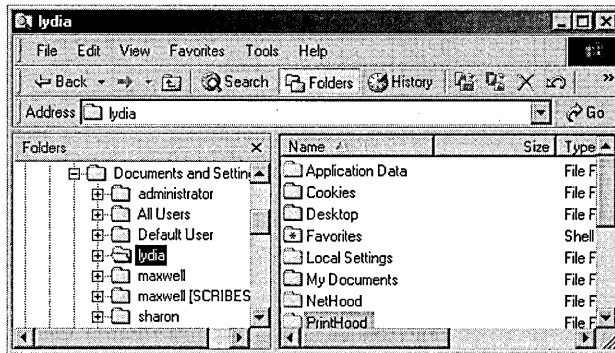 lydia
File Edit View Favorites Tools Help
Back Search Folders History »
Address lydia Go
Folders
Documents and Settin
administrator
All Users
Default User
lydia
maxwell
maxwell [SCRIBES
sharon
Name Size Type
Application Data File F
Cookies File F
Desktop File F
Favorites Shell
Local Settings File F
My Documents File F
NetHood File F
PrintHood File F